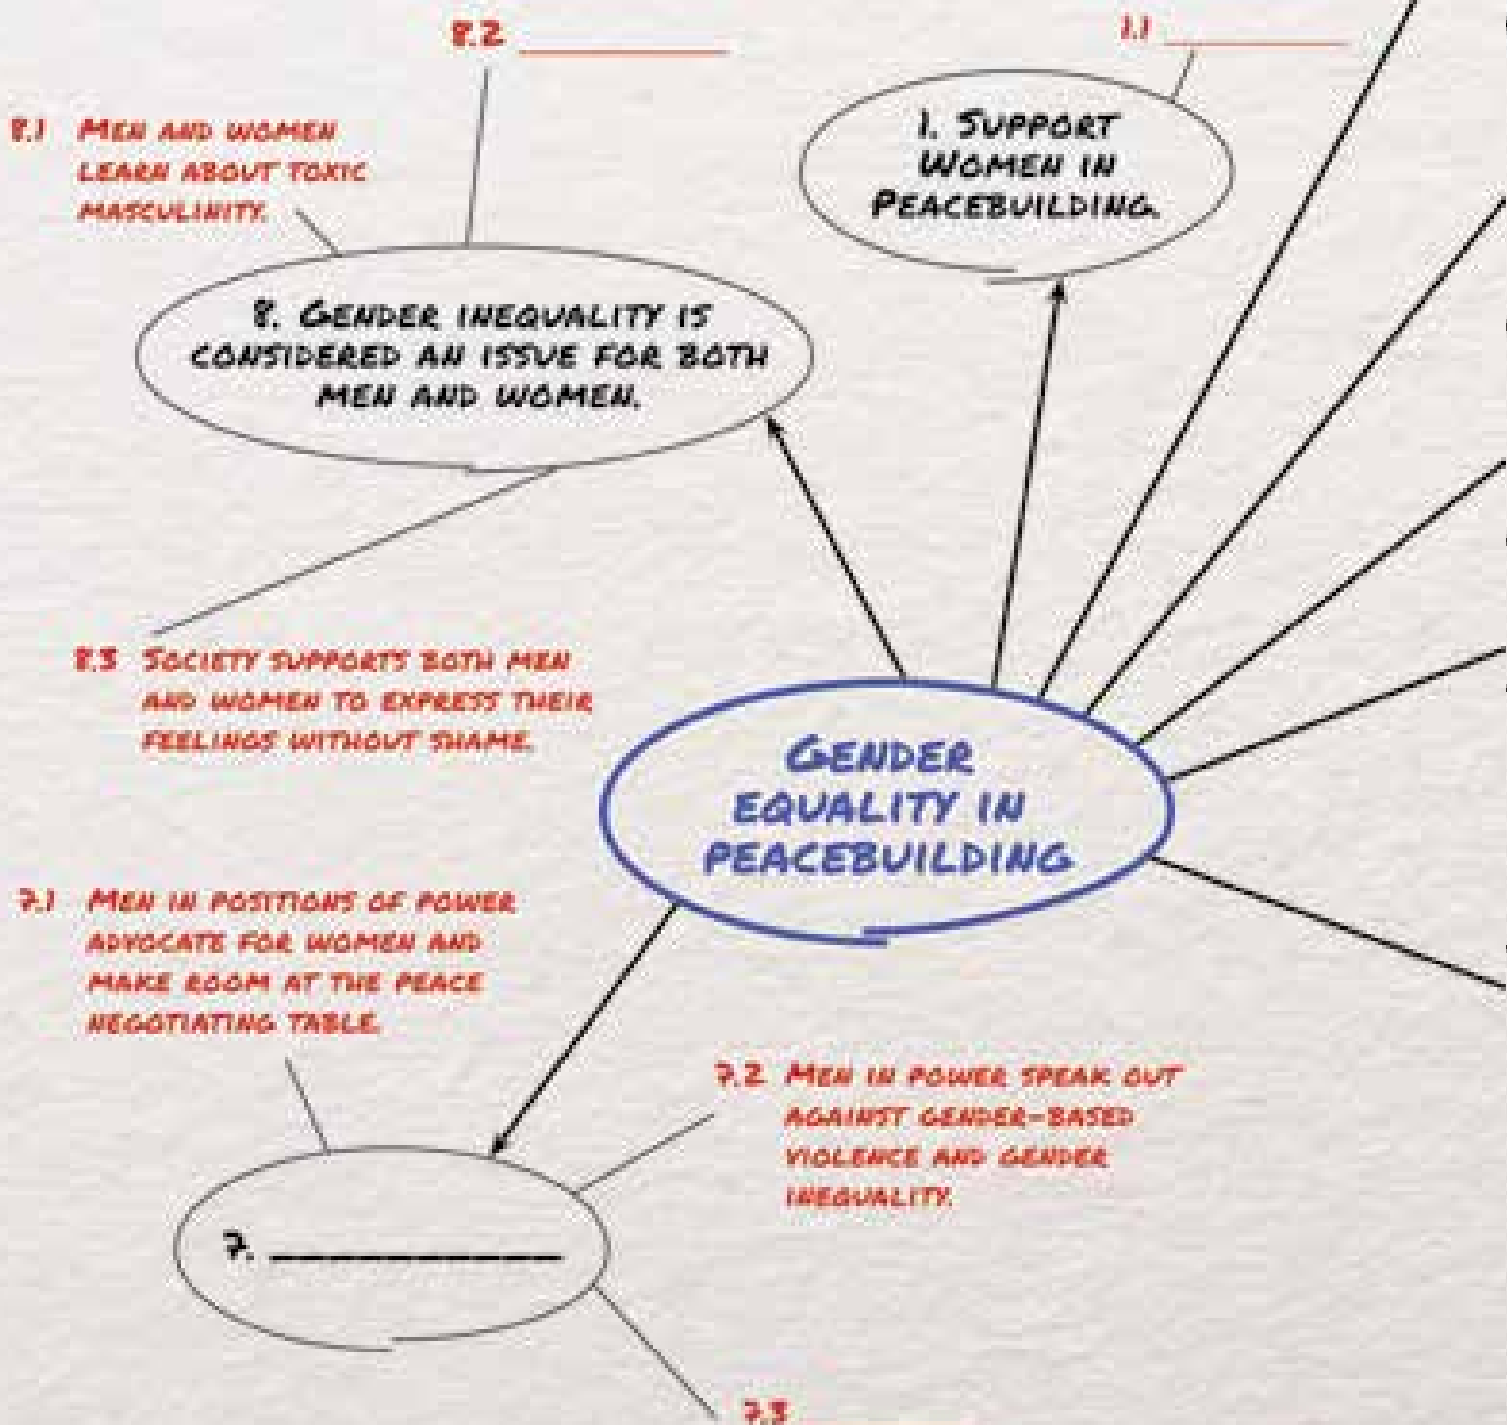 8.2 ____________
1.1 ____________
8.1 MEN AND WOMEN
LEARN ABOUT TOXIC
MASCULINITY.
1. SUPPORT
WOMEN IN
PEACEBUILDING.
8. GENDER INEQUALITY IS
CONSIDERED AN ISSUE FOR BOTH
MEN AND WOMEN.
8.3 SOCIETY SUPPORTS BOTH MEN
AND WOMEN TO EXPRESS THEIR
FEELINGS WITHOUT SHAME.
GENDER
EQUALITY IN
PEACEBUILDING
7.1 MEN IN POSITIONS OF POWER
ADVOCATE FOR WOMEN AND
MAKE ROOM AT THE PEACE
NEGOTIATING TABLE.
7.2 MEN IN POWER SPEAK OUT
AGAINST GENDER-BASED
VIOLENCE AND GENDER
INEQUALITY.
7. ____________
7.3